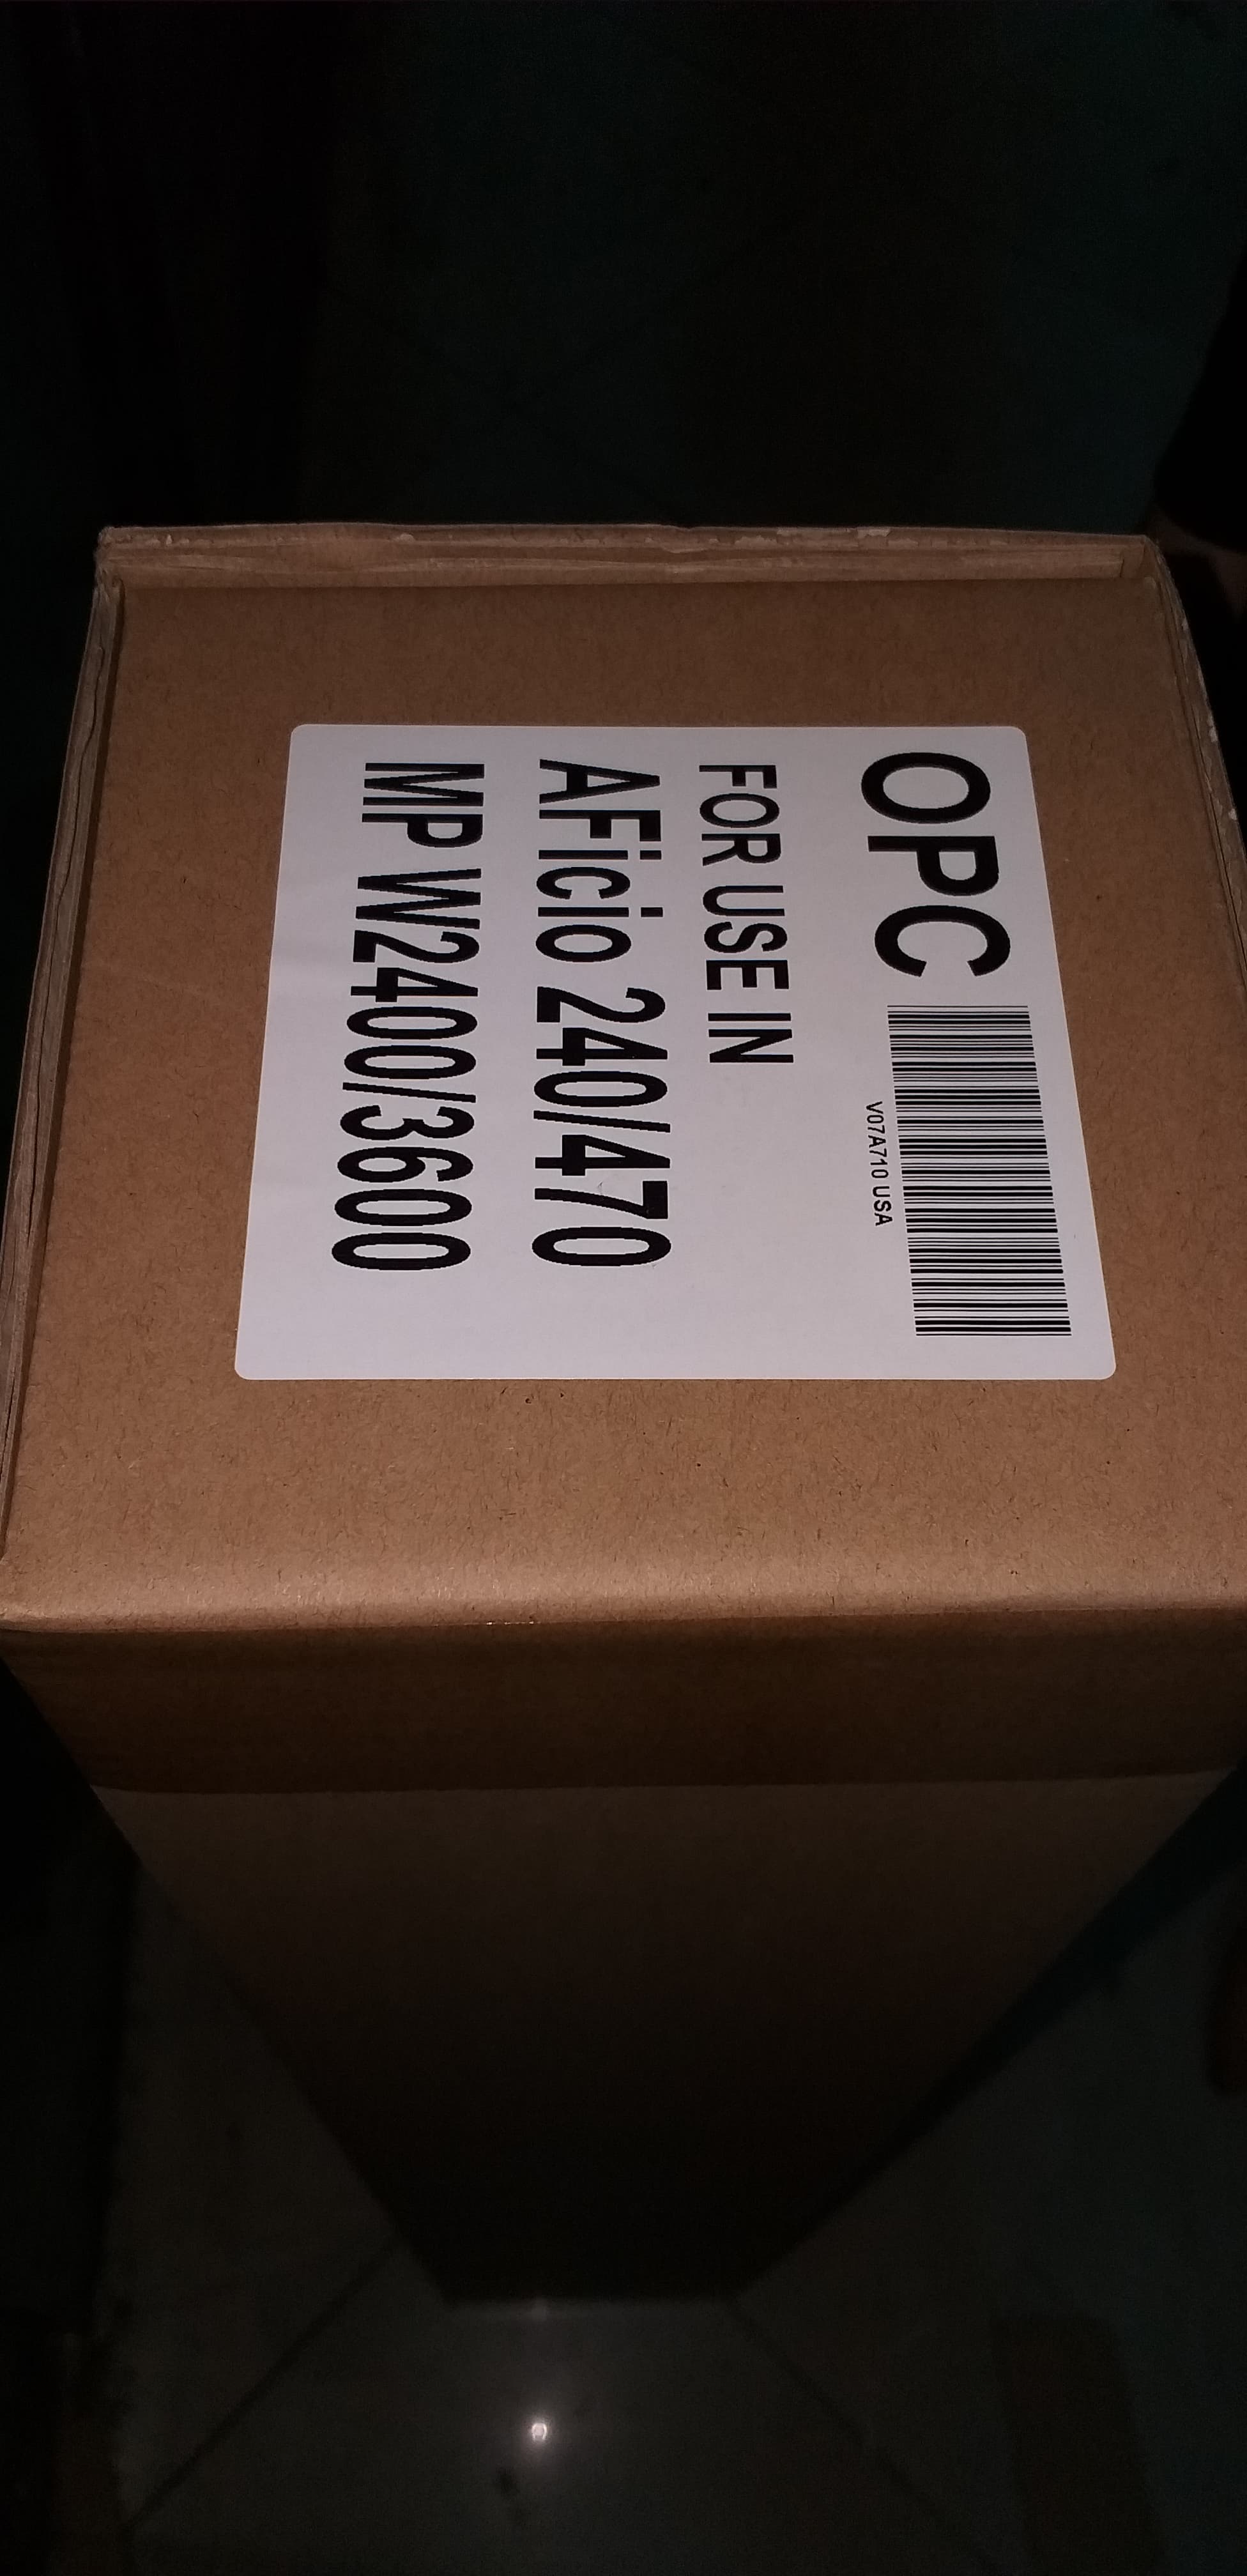 OPC
V07A710 USA
FOR USE IN
AFicio 240/470
MP W2400/3600